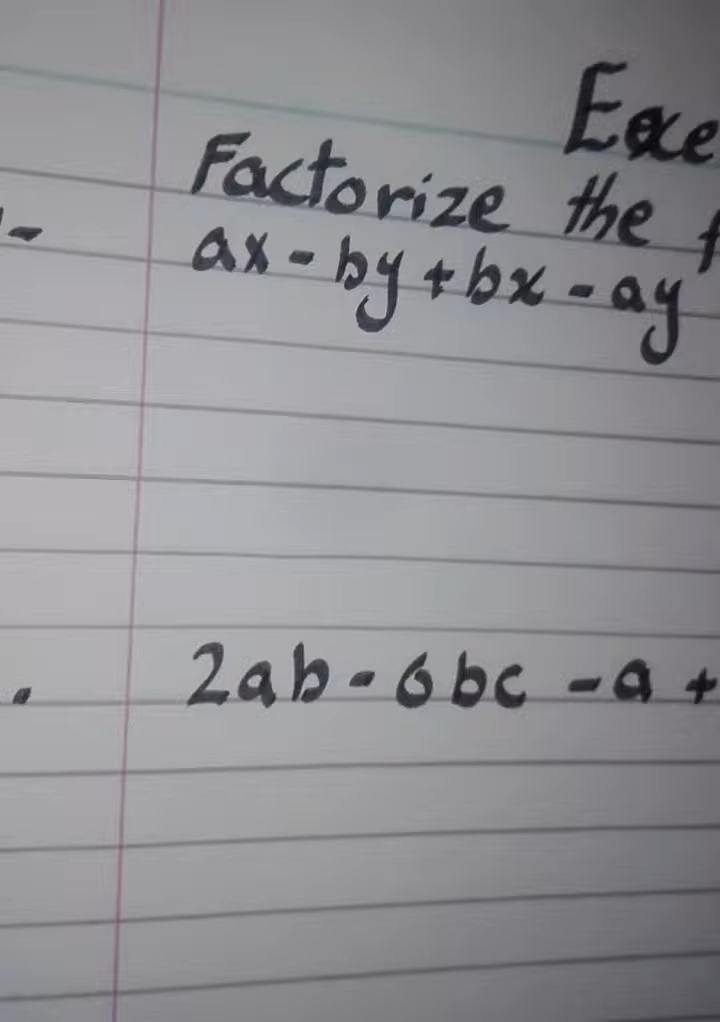 Exe
Factorize the f
- ax - by + bx - ay
. 2ab - 6bc - a +